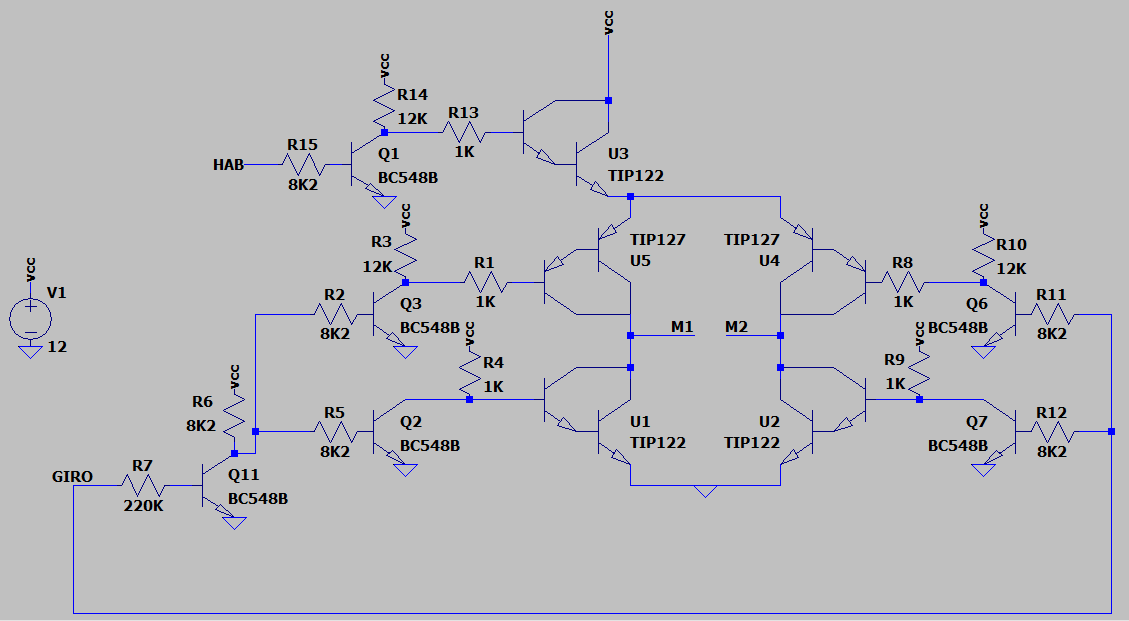 VCC
VCC
R14
12K
R13
1K
R15
8K2
HAB
Q1
BC548B
U3
TIP122
VCC
R3
12K
R1
1K
TIP127
U5
TIP127
U4
VCC
R10
12K
R8
1K
VCC
V1
12
R2
8K2
Q3
BC548B
M1
M2
Q6
BC548B
R11
8K2
VCC
R4
1K
VCC
R9
1K
VCC
R6
8K2
R5
8K2
Q2
BC548B
U1
TIP122
U2
TIP122
Q7
BC548B
R12
8K2
GIRO
R7
220K
Q11
BC548B